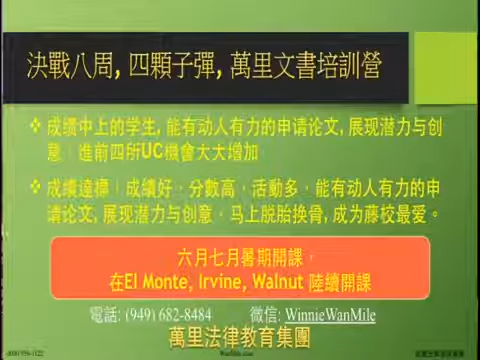 決戰八周, 四顆子彈, 萬里文書培訓營
❖ 成绩中上的学生, 能有动人有力的申请论文, 展现潜力与创
意，進前四所UC機會大大增加
❖ 成绩達標，成绩好，分數高，活動多，能有动人有力的申
请论文, 展现潜力与创意。马上脱胎换骨, 成为藤校最爱。
六月七月暑期開課，
在El Monte, Irvine, Walnut 陸續開課
電話: (949) 682-8484 微信: WinnieWanMile
萬里法律教育集團